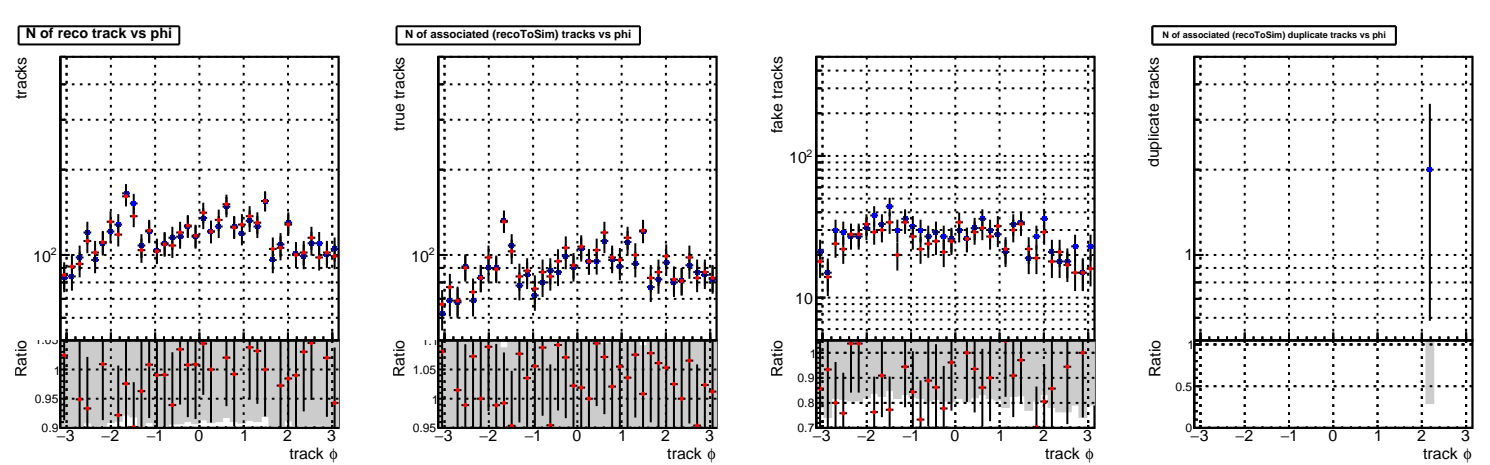 N of reco track vs phi
tracks
10²
Ratio
1.05
1
0.95
0.9
−3 −2 −1 0 1 2 3
track ϕ
N of associated (recoToSim) tracks vs phi
true tracks
10²
Ratio
1.1
1.05
1
0.95
−3 −2 −1 0 1 2 3
track ϕ
fake tracks
10²
10
Ratio
1
0.9
0.8
0.7
−3 −2 −1 0 1 2 3
track ϕ
N of associated (recoToSim) duplicate tracks vs phi
duplicate tracks
1
Ratio
1
0.5
0
−3 −2 −1 0 1 2 3
track ϕ